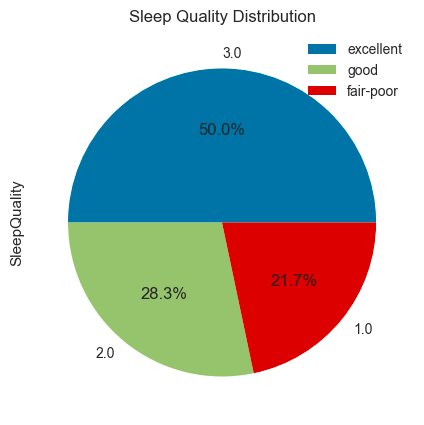 Sleep Quality Distribution
3.0
excellent
good
fair-poor
50.0%
SleepQuality
28.3%
21.7%
2.0
1.0